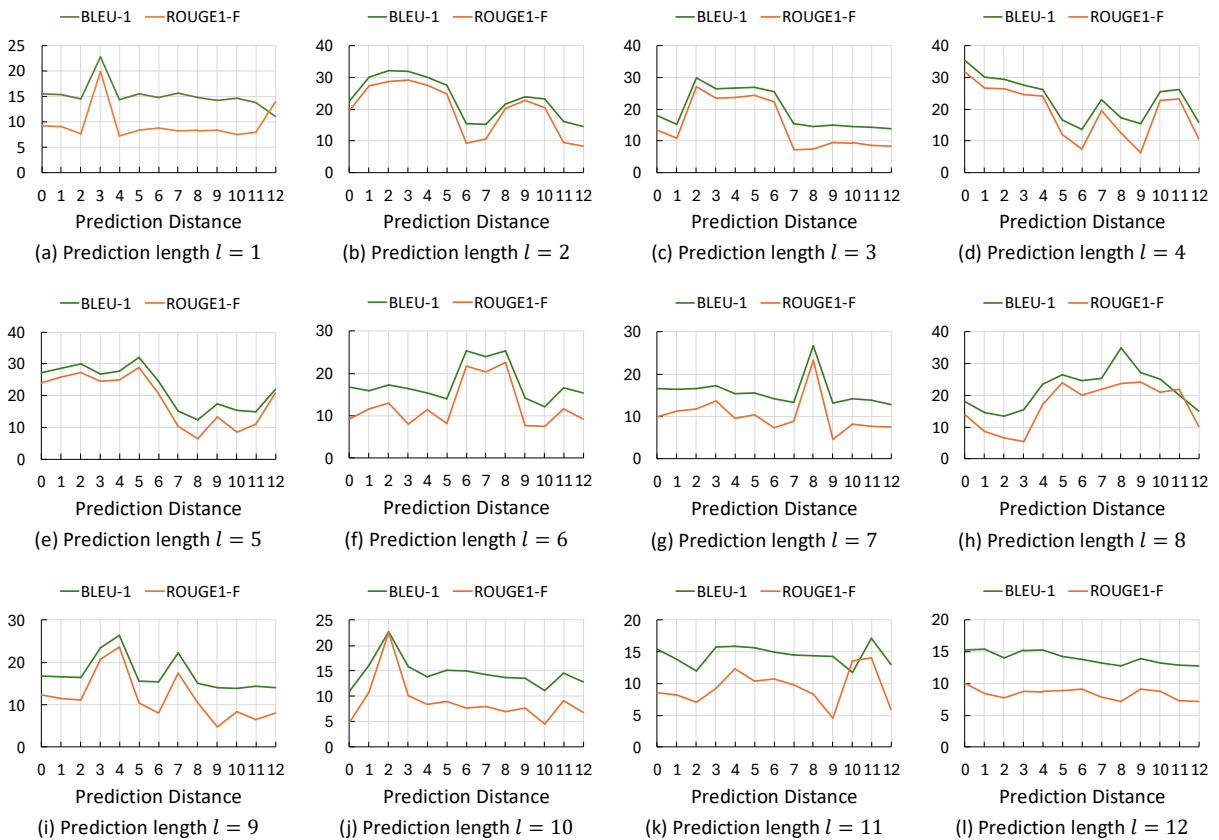 BLEU-1 ROUGE1-F BLEU-1 ROUGE1-F BLEU-1 ROUGE1-F BLEU-1 ROUGE1-F
25 40 40 40
20 30 30 30
15 20 20 20
10 10 10 10
5 0 0 0
0
0 1 2 3 4 5 6 7 8 9 10 11 12 0 1 2 3 4 5 6 7 8 9 10 11 12 0 1 2 3 4 5 6 7 8 9 10 11 12 0 1 2 3 4 5 6 7 8 9 10 11 12
Prediction Distance Prediction Distance Prediction Distance Prediction Distance
(a) Prediction length l = 1 (b) Prediction length l = 2 (c) Prediction length l = 3 (d) Prediction length l = 4
BLEU-1 ROUGE1-F BLEU-1 ROUGE1-F BLEU-1 ROUGE1-F BLEU-1 ROUGE1-F
40 30 30 40
30 20 20 30
20 10 10 20
10 0 0 10
0 0
0 1 2 3 4 5 6 7 8 9 10 11 12 0 1 2 3 4 5 6 7 8 9 10 11 12 0 1 2 3 4 5 6 7 8 9 10 11 12 0 1 2 3 4 5 6 7 8 9 10 11 12
Prediction Distance Prediction Distance Prediction Distance Prediction Distance
(e) Prediction length l = 5 (f) Prediction length l = 6 (g) Prediction length l = 7 (h) Prediction length l = 8
BLEU-1 ROUGE1-F BLEU-1 ROUGE1-F BLEU-1 ROUGE1-F BLEU-1 ROUGE1-F
30 25 20 20
20 20 15 15
10 15 10 10
0 10 5 5
5 0 0
0
0 1 2 3 4 5 6 7 8 9 10 11 12 0 1 2 3 4 5 6 7 8 9 10 11 12 0 1 2 3 4 5 6 7 8 9 10 11 12 0 1 2 3 4 5 6 7 8 9 10 11 12
Prediction Distance Prediction Distance Prediction Distance Prediction Distance
(i) Prediction length l = 9 (j) Prediction length l = 10 (k) Prediction length l = 11 (l) Prediction length l = 12